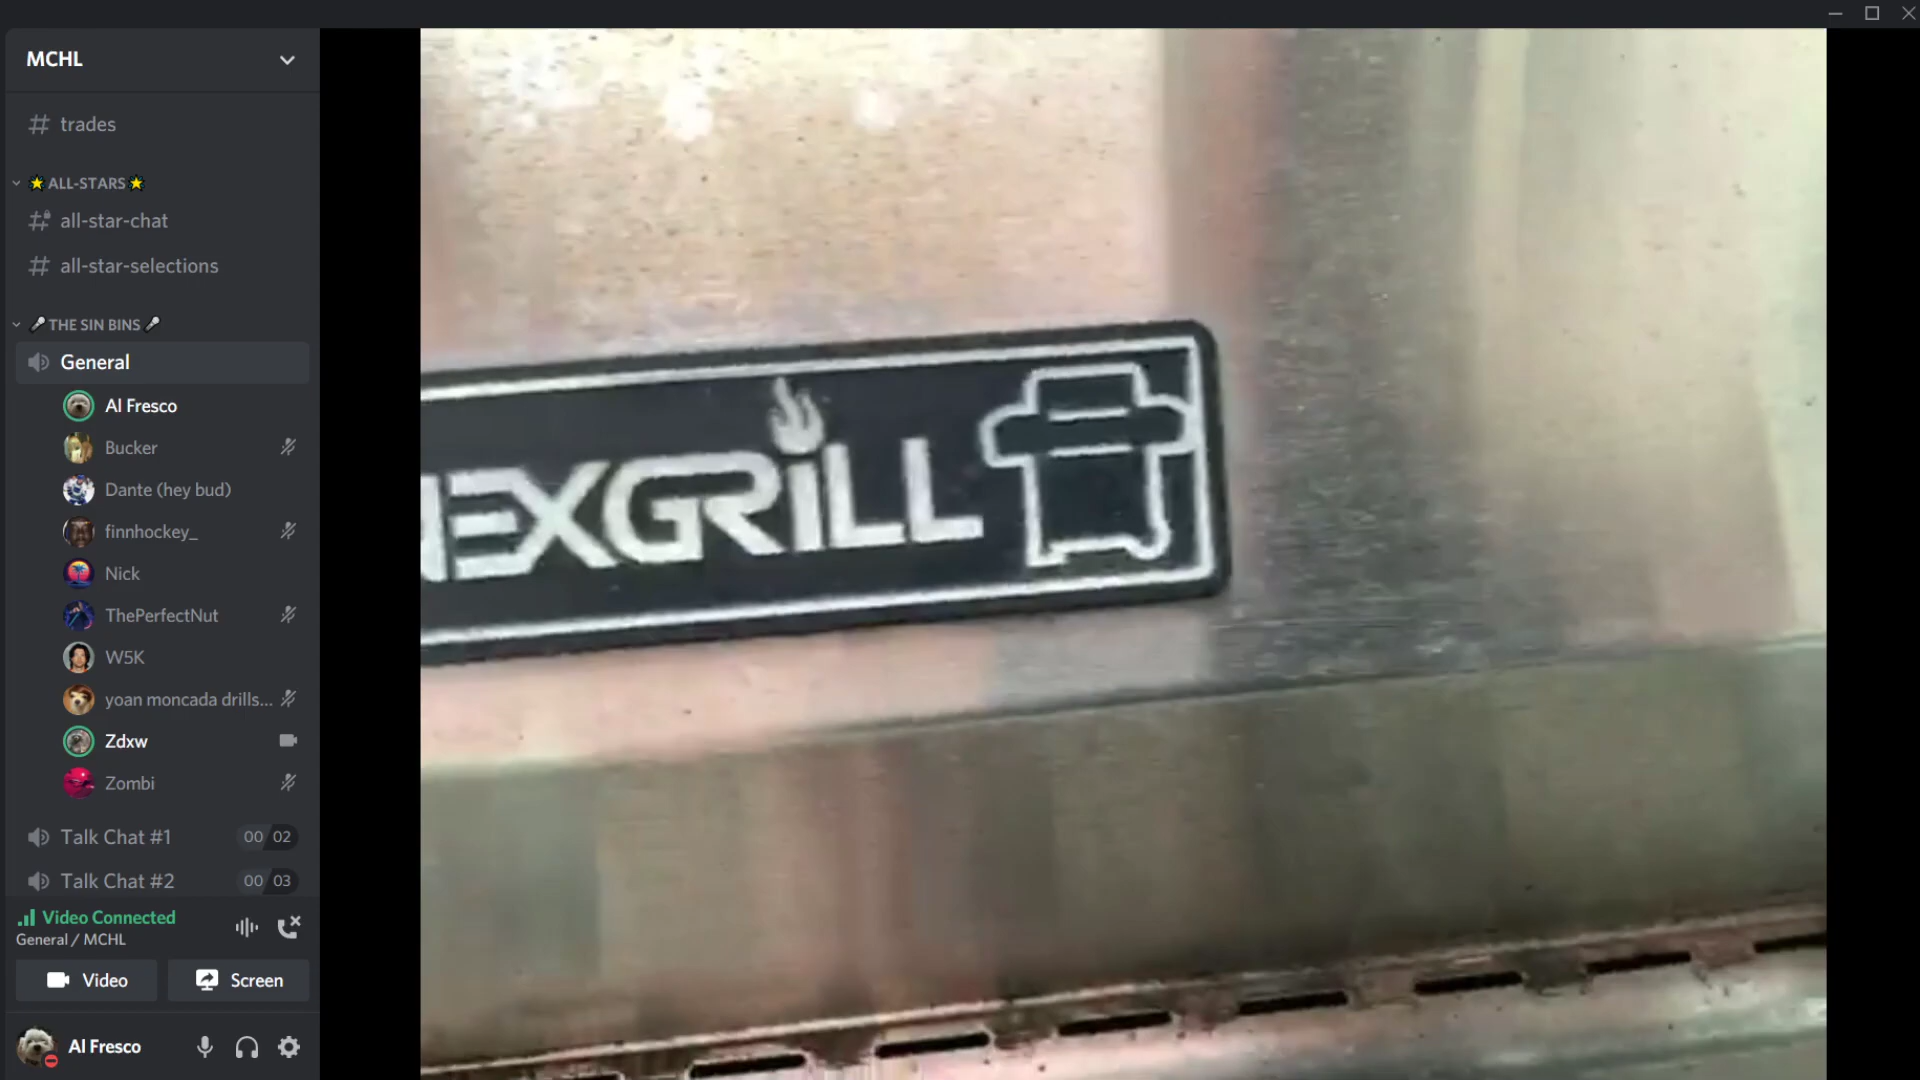 MCHL
trades
ALL-STARS
all-star-chat
all-star-selections
THE SIN BINS
General
Al Fresco
Bucker
Dante (hey bud)
finnhockey_
Nick
ThePerfectNut
W5K
yoan moncada drills...
Zdxw
Zombi
Talk Chat #1 00 02
Talk Chat #2 00 03
Video Connected
General / MCHL
Video Screen
Al Fresco
EXGRiLL